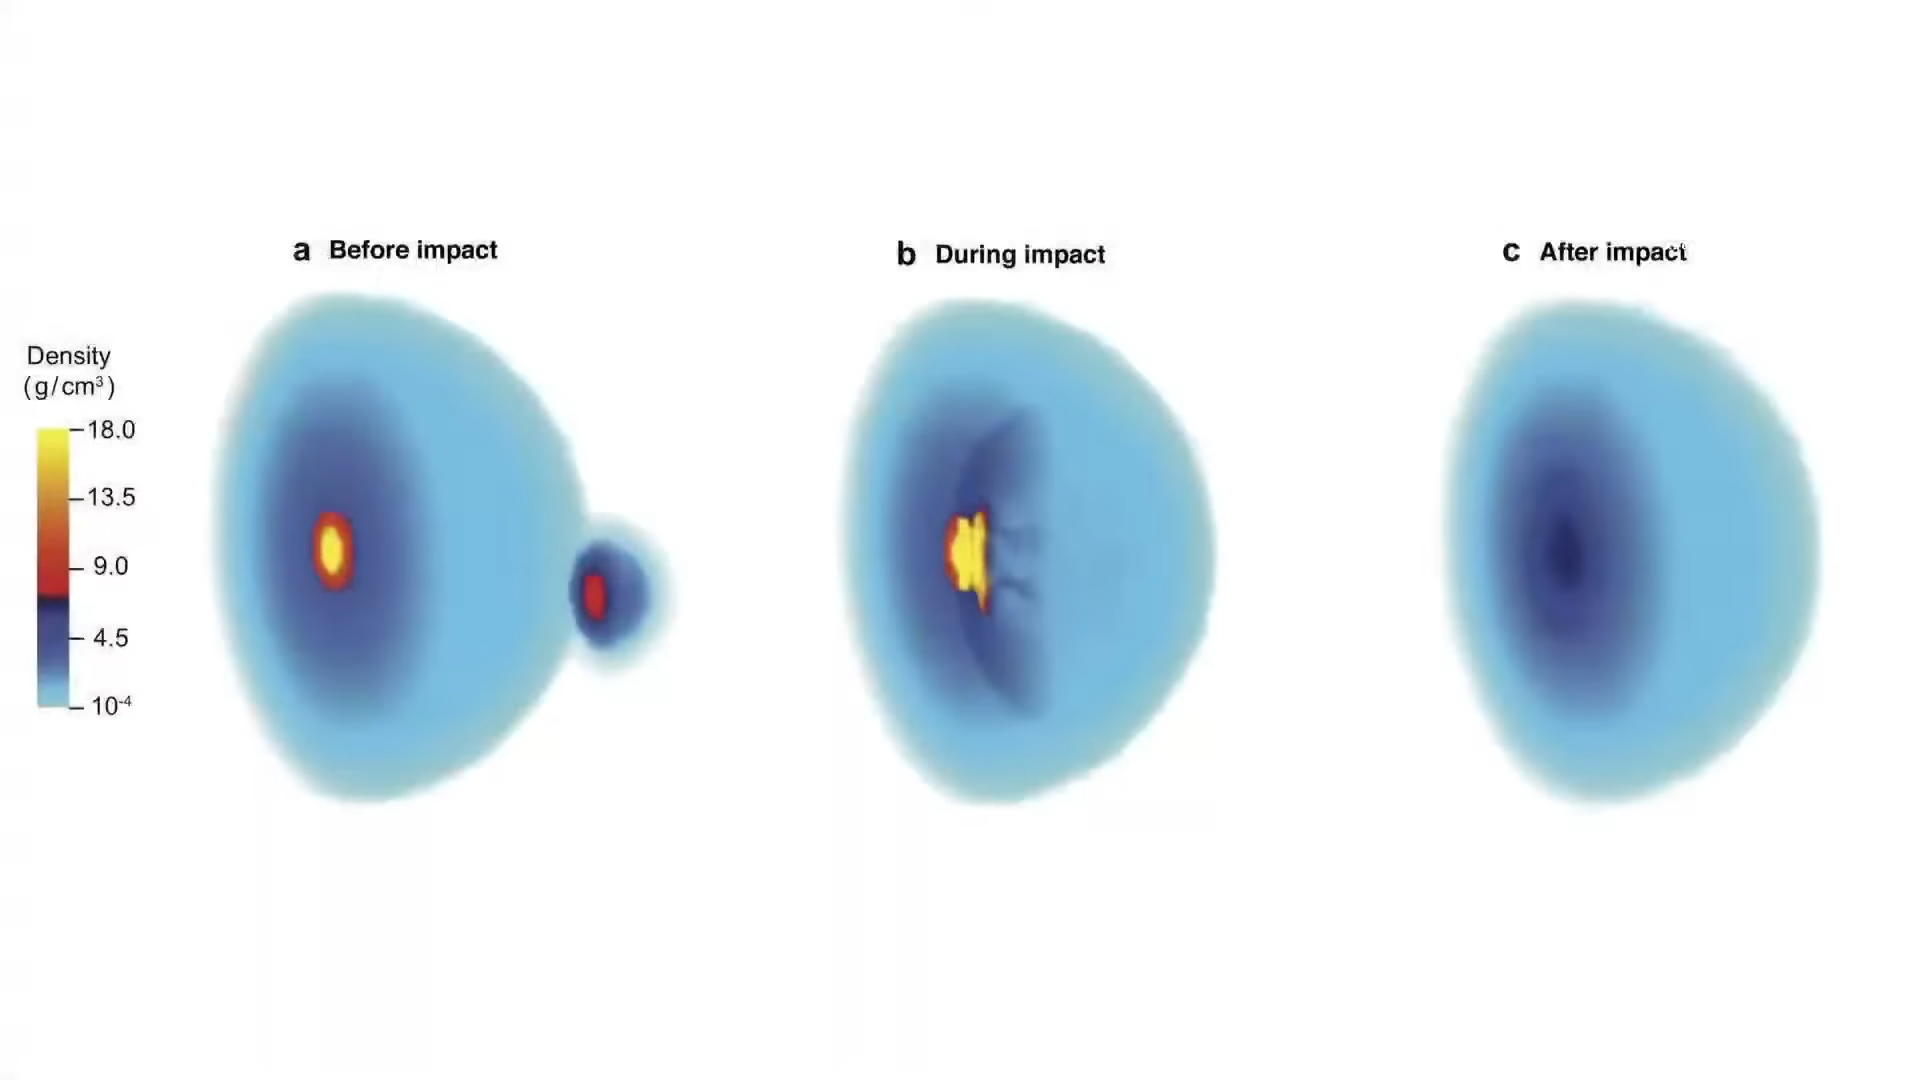 a Before impact
b During impact
c After impact
Density
(g/cm³)
18.0
13.5
9.0
4.5
10⁻⁴